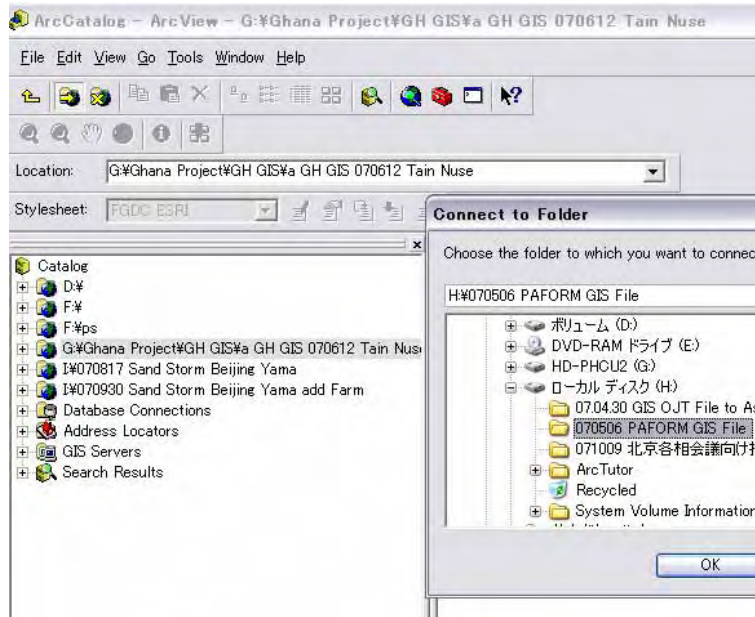 ArcCatalog - ArcView - G:¥Ghana Project¥GH GIS¥a GH GIS 070612 Tain Nuse
File Edit View Go Tools Window Help
Location: G:¥Ghana Project¥GH GIS¥a GH GIS 070612 Tain Nuse
Stylesheet: FGDC ESRI
Catalog
D:¥
F:¥
F:¥ps
G:¥Ghana Project¥GH GIS¥a GH GIS 070612 Tain Nus
I:¥070817 Sand Storm Beijing Yama
I:¥070930 Sand Storm Beijing Yama add Farm
Database Connections
Address Locators
GIS Servers
Search Results
Connect to Folder
Choose the folder to which you want to connec
H:¥070506 PAFORM GIS File
ボリューム (D:)
DVD-RAM ドライブ (E:)
HD-PHCU2 (G:)
ローカル ディスク (H:)
07.04.30 GIS OJT File to A
070506 PAFORM GIS File
071009 北京各相会議向け
ArcTutor
Recycled
System Volume Information
OK